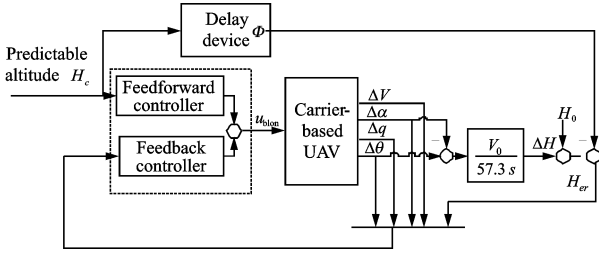 Delay
device Φ
Predictable
altitude H_c
Feedforward
controller
Feedback
controller
u_blon
Carrier-
based
UAV
ΔV
Δα
Δq
Δθ
−
V_0
57.3 s
ΔH
H_0
−
H_er